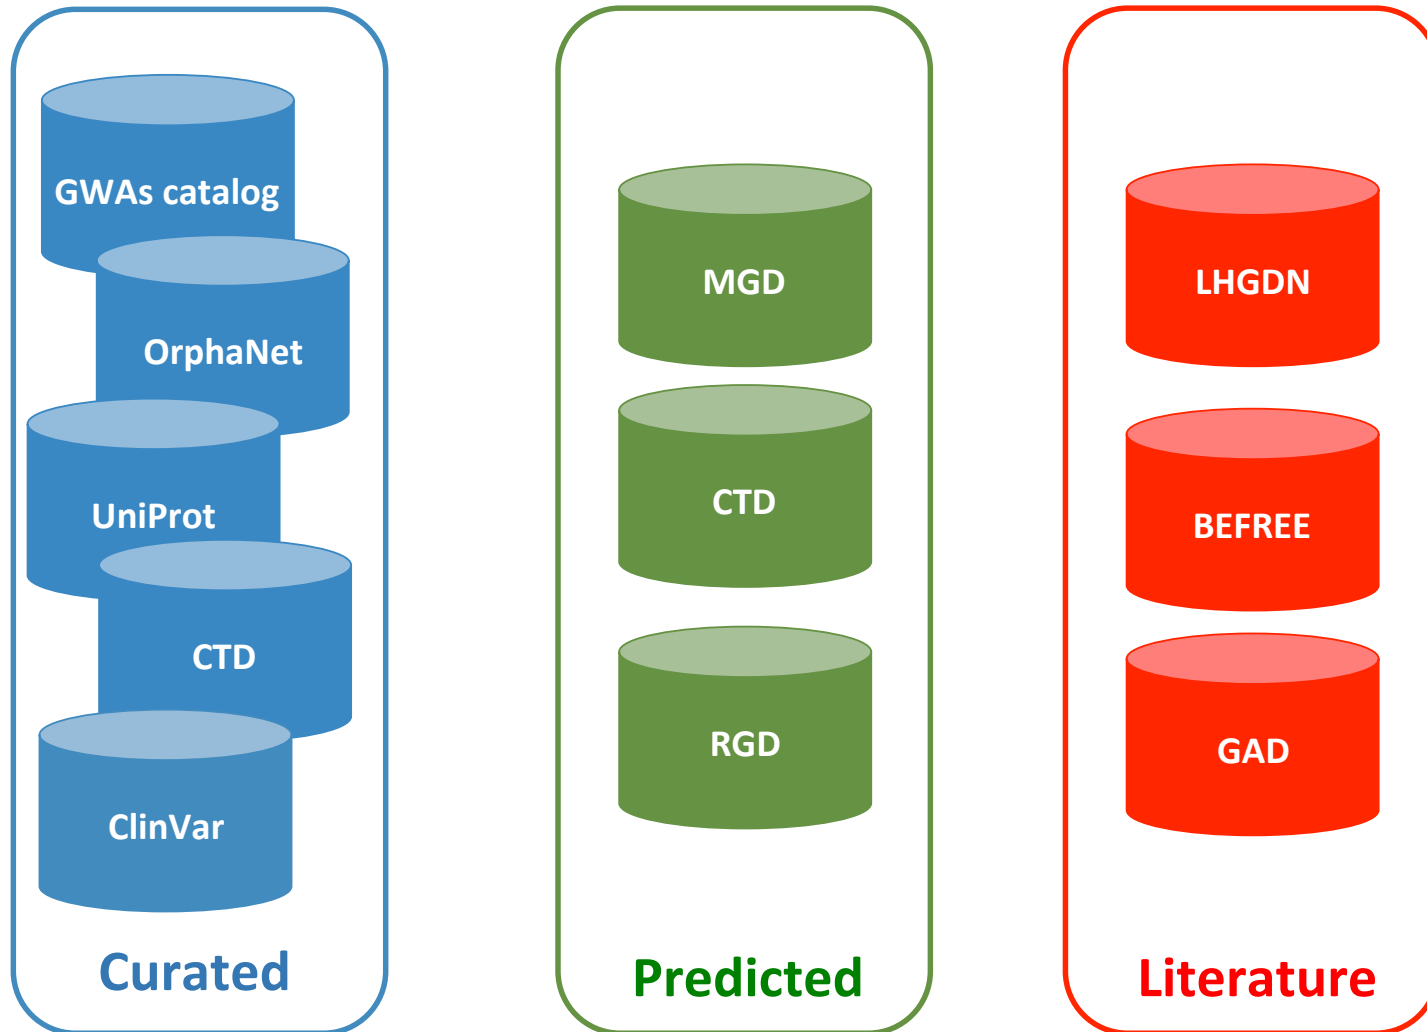 GWAs catalog
OrphaNet
UniProt
CTD
ClinVar
Curated
MGD
CTD
RGD
Predicted
LHGDN
BEFREE
GAD
Literature